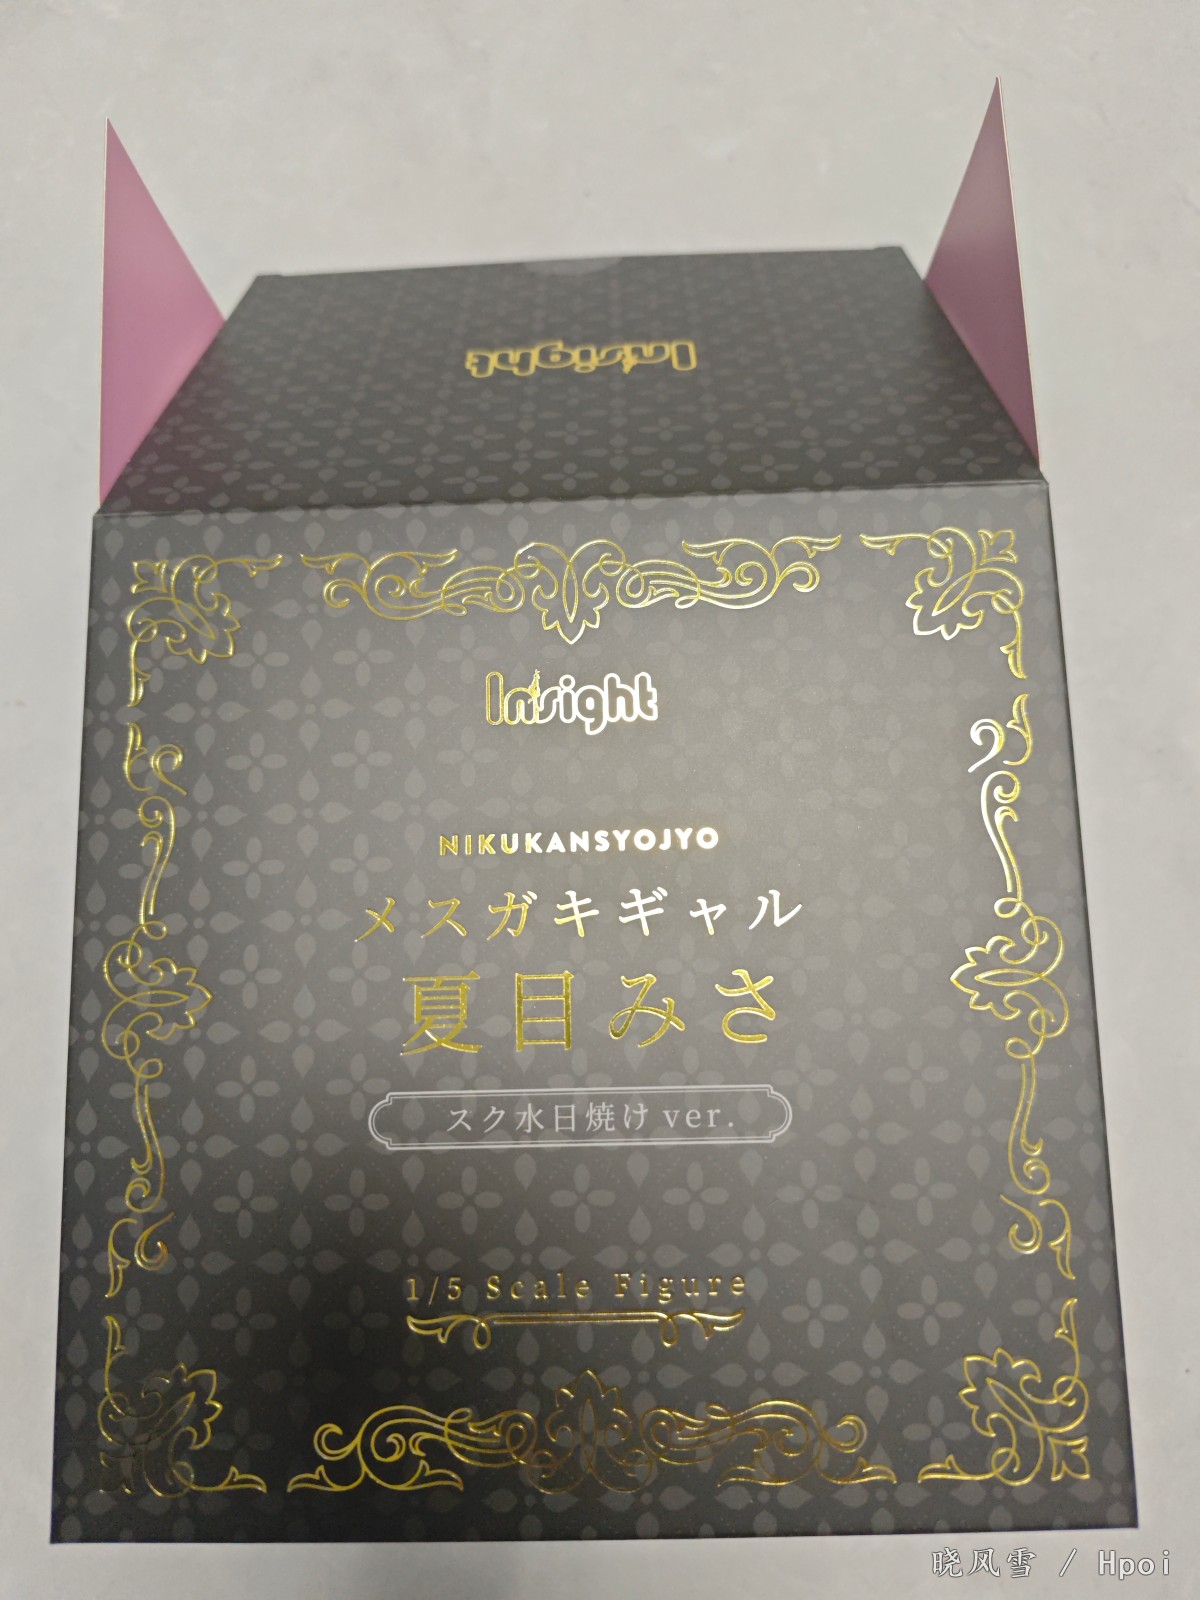 Insight
Insight
NIKUKANSYOJYO
メスガキギャル
夏目みさ
スク水日焼けver.
1/5 Scale Figure
晓风雪 / Hpoi